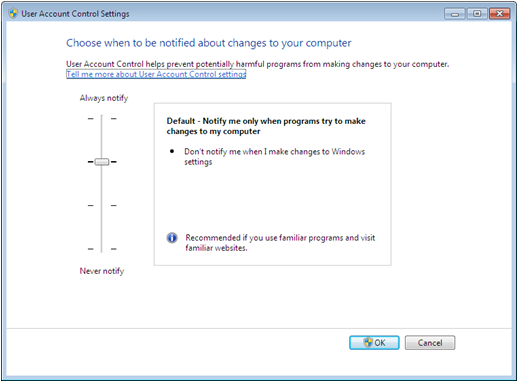 User Account Control Settings
Choose when to be notified about changes to your computer
User Account Control helps prevent potentially harmful programs from making changes to your computer.
Tell me more about User Account Control settings
Always notify
Default - Notify me only when programs try to make
changes to my computer
Don't notify me when I make changes to Windows
settings
Recommended if you use familiar programs and visit
familiar websites.
Never notify
OK
Cancel